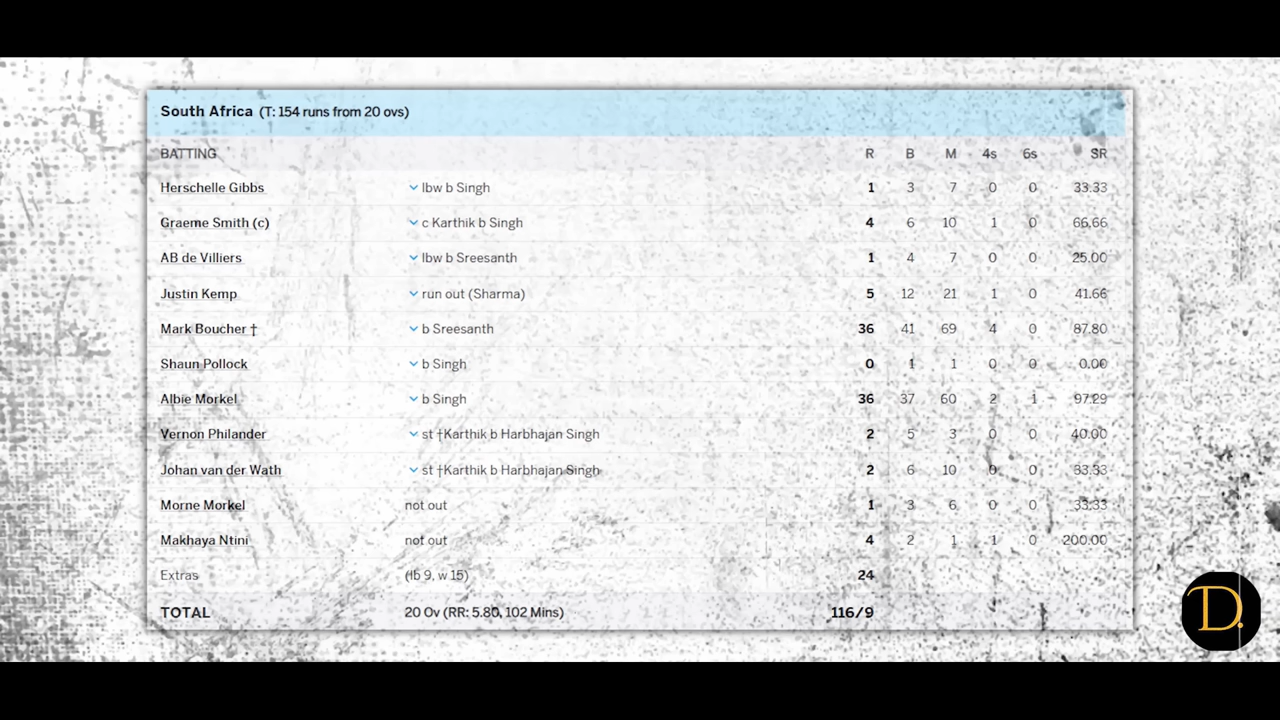 South Africa (T: 154 runs from 20 ovs)
BATTING R B M 4s 6s SR
Herschelle Gibbs lbw b Singh 1 3 7 0 0 33.33
Graeme Smith (c) c Karthik b Singh 4 6 10 1 0 66.66
AB de Villiers lbw b Sreesanth 1 4 7 0 0 25.00
Justin Kemp run out (Sharma) 5 12 21 1 0 41.66
Mark Boucher † b Sreesanth 36 41 69 4 0 87.80
Shaun Pollock b Singh 0 1 1 0 0 0.00
Albie Morkel b Singh 36 37 60 2 1 97.29
Vernon Philander st †Karthik b Harbhajan Singh 2 5 3 0 0 40.00
Johan van der Wath st †Karthik b Harbhajan Singh 2 6 10 0 0 33.33
Morne Morkel not out 1 3 6 0 0 33.33
Makhaya Ntini not out 4 2 1 1 0 200.00
Extras (lb 9, w 15) 24
TOTAL 20 Ov (RR: 5.80, 102 Mins) 116/9
D.